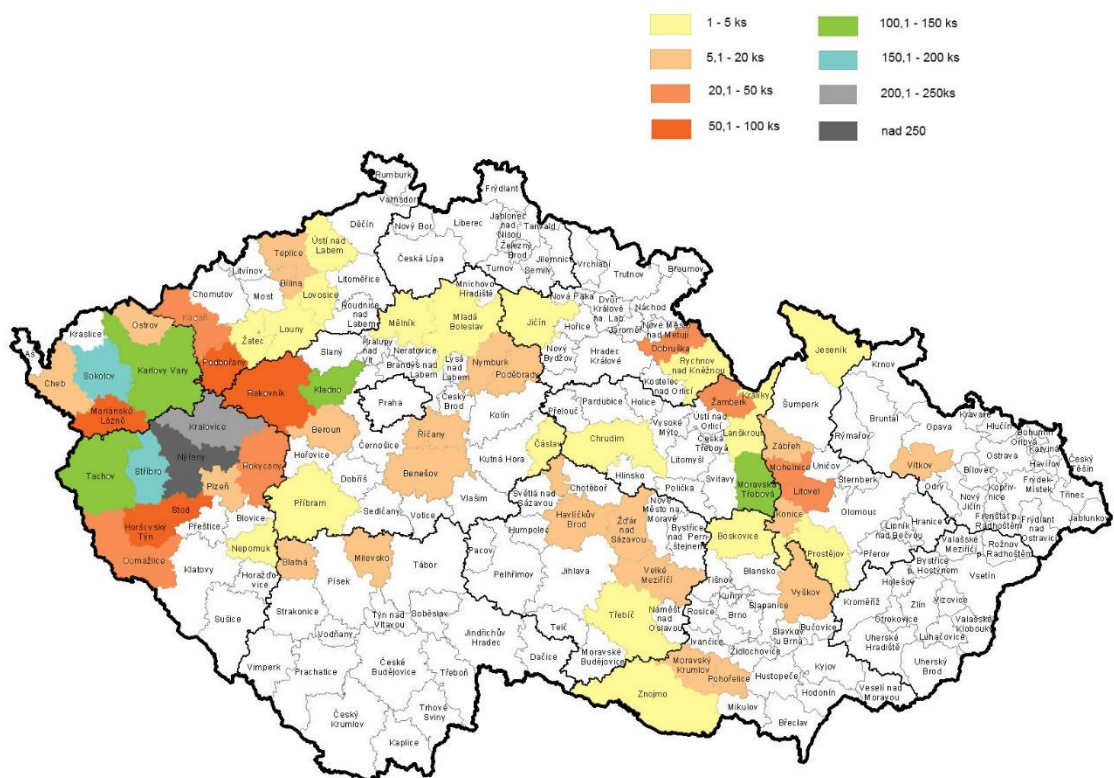 1 - 5 ks
5,1 - 20 ks
20,1 - 50 ks
50,1 - 100 ks
100,1 - 150 ks
150,1 - 200 ks
200,1 - 250ks
nad 250
Rumburk
Varnsdorf
Děčín
Ústí nad
Labem
Teplice
Bílina
Litvínov
Most
Chomutov
Litoměřice
Lovosice
Roudnice
nad
Labem
Louny
Žatec
Kadaň
Podbořany
Nový Bor
Česká Lípa
Liberec
Frýdlant
Jablonec
nad
Nisou
Tanvald
Železný
Brod
Jilemnice
Semily
Turnov
Vrchlabí
Trutnov
Broumov
Nová Paka
Dvůr
Králové
na Lab.
Náchod
Jaroměř
Nové Město
nad Metují
Dobruška
Rychnov
nad Kněžnou
Kostelec
nad Orlicí
Hradec
Králové
Nový
Bydžov
Hořice
Jičín
Mnichovo
Hradiště
Mladá
Boleslav
Mělník
Kralupy
nad
Vlt.
Neratovice
Brandýs nad
Labem
Lysá
nad
Labem
Nymburk
Poděbrady
Český
Brod
Kolín
Kutná Hora
Čáslav
Říčany
Praha
Černošice
Beroun
Hořovice
Dobříš
Příbram
Sedlčany
Votice
Benešov
Vlašim
Slaný
Kladno
Rakovník
Kraslice
Aš
Cheb
Sokolov
Ostrov
Karlovy Vary
Mariánské
Lázně
Tachov
Stříbro
Kralovice
Nýřany
Plzeň
Rokycany
Stod
Horšovský
Týn
Domažlice
Přeštice
Blovice
Nepomuk
Klatovy
Horažďo-
vice
Sušice
Blatná
Milevsko
Písek
Tábor
Strakonice
Vodňany
Týn nad
Vltavou
Soběslav
Jindřichův
Hradec
Dačice
Vimperk
Prachatice
České
Budějovice
Třeboň
Trhové
Sviny
Český
Krumlov
Kaplice
Přelouč
Pardubice
Holice
Chrudim
Vysoké
Mýto
Ústí nad
Orlicí
Česká
Třebová
Žamberk
Králíky
Lanškroun
Litomyšl
Hlinsko
Polička
Svitavy
Moravská
Třebová
Světlá nad
Sázavou
Chotěboř
Havlíčkův
Brod
Humpolec
Pacov
Pelhřimov
Jihlava
Žďár nad
Sázavou
Nové
Město na
Moravě
Bystřice
nad Pern-
štejnem
Velké
Meziříčí
Telč
Třebíč
Náměšť
nad
Oslavou
Moravské
Budějovice
Znojmo
Moravský
Krumlov
Pohořelice
Mikulov
Břeclav
Hustopeče
Hodonín
Kyjov
Veselí nad
Moravou
Židlochovice
Ivančice
Rosice
Brno
Šlapanice
Slavkov
u Brna
Bučovice
Vyškov
Kuřim
Tišnov
Blansko
Boskovice
Jeseník
Šumperk
Zábřeh
Mohelnice
Uničov
Šternberk
Litovel
Konice
Olomouc
Prostějov
Přerov
Lipník
nad Bečvou
Hranice
Krnov
Bruntál
Rýmařov
Opava
Vítkov
Odry
Kravaře
Hlučín
Bohumín
Orlová
Karviná
Ostrava
Havířov
Český
Těšín
Třinec
Jablunkov
Bílovec
Frýdek-
Místek
Kopřiv-
nice
Nový
Jičín
Frenštát p.
Radhoštěm
Frýdlant
nad
Ostravicí
Valašské
Meziříčí
Rožnov p.
Radhoštěm
Bystřice
p. Hostýnem
Vsetín
Holešov
Kroměříž
Zlín
Vizovice
Otrokovice
Valašské
Klobouky
Luhačovice
Uherské
Hradiště
Uherský
Brod